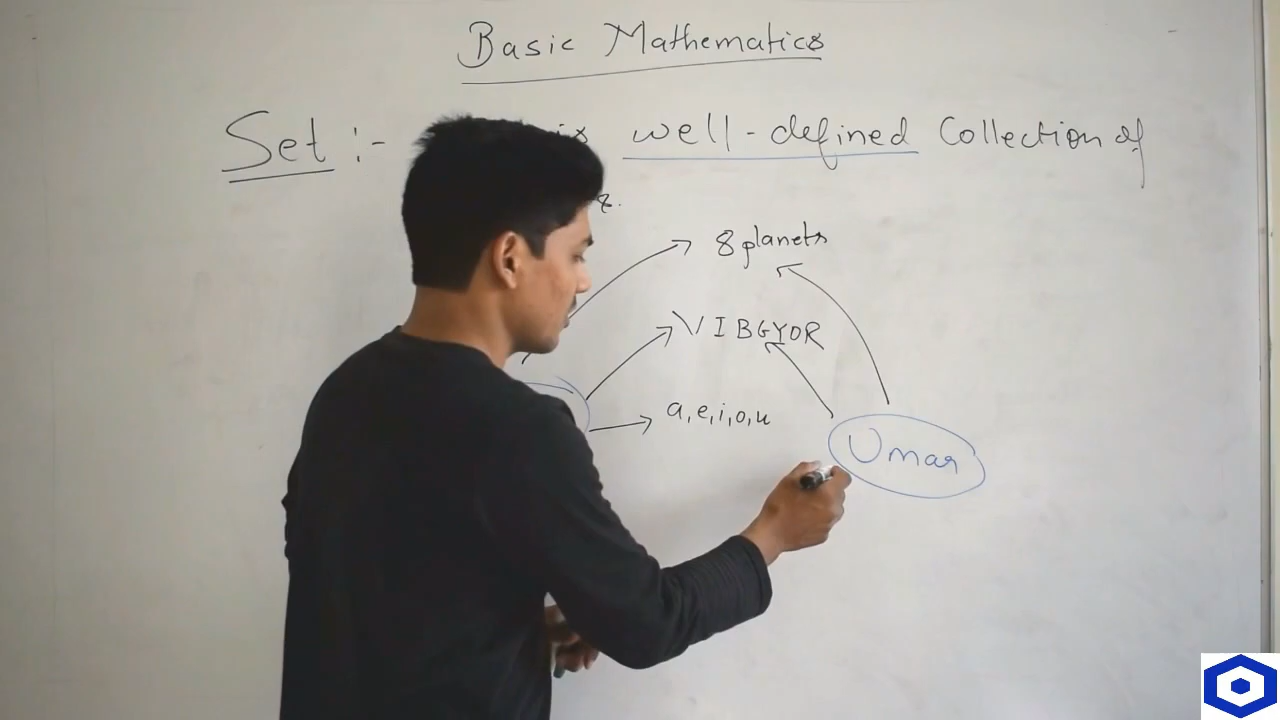 Basic Mathematics
Set :- is well-defined Collection of
8 planets
VIBGYOR
a, e, i, o, u
Umar